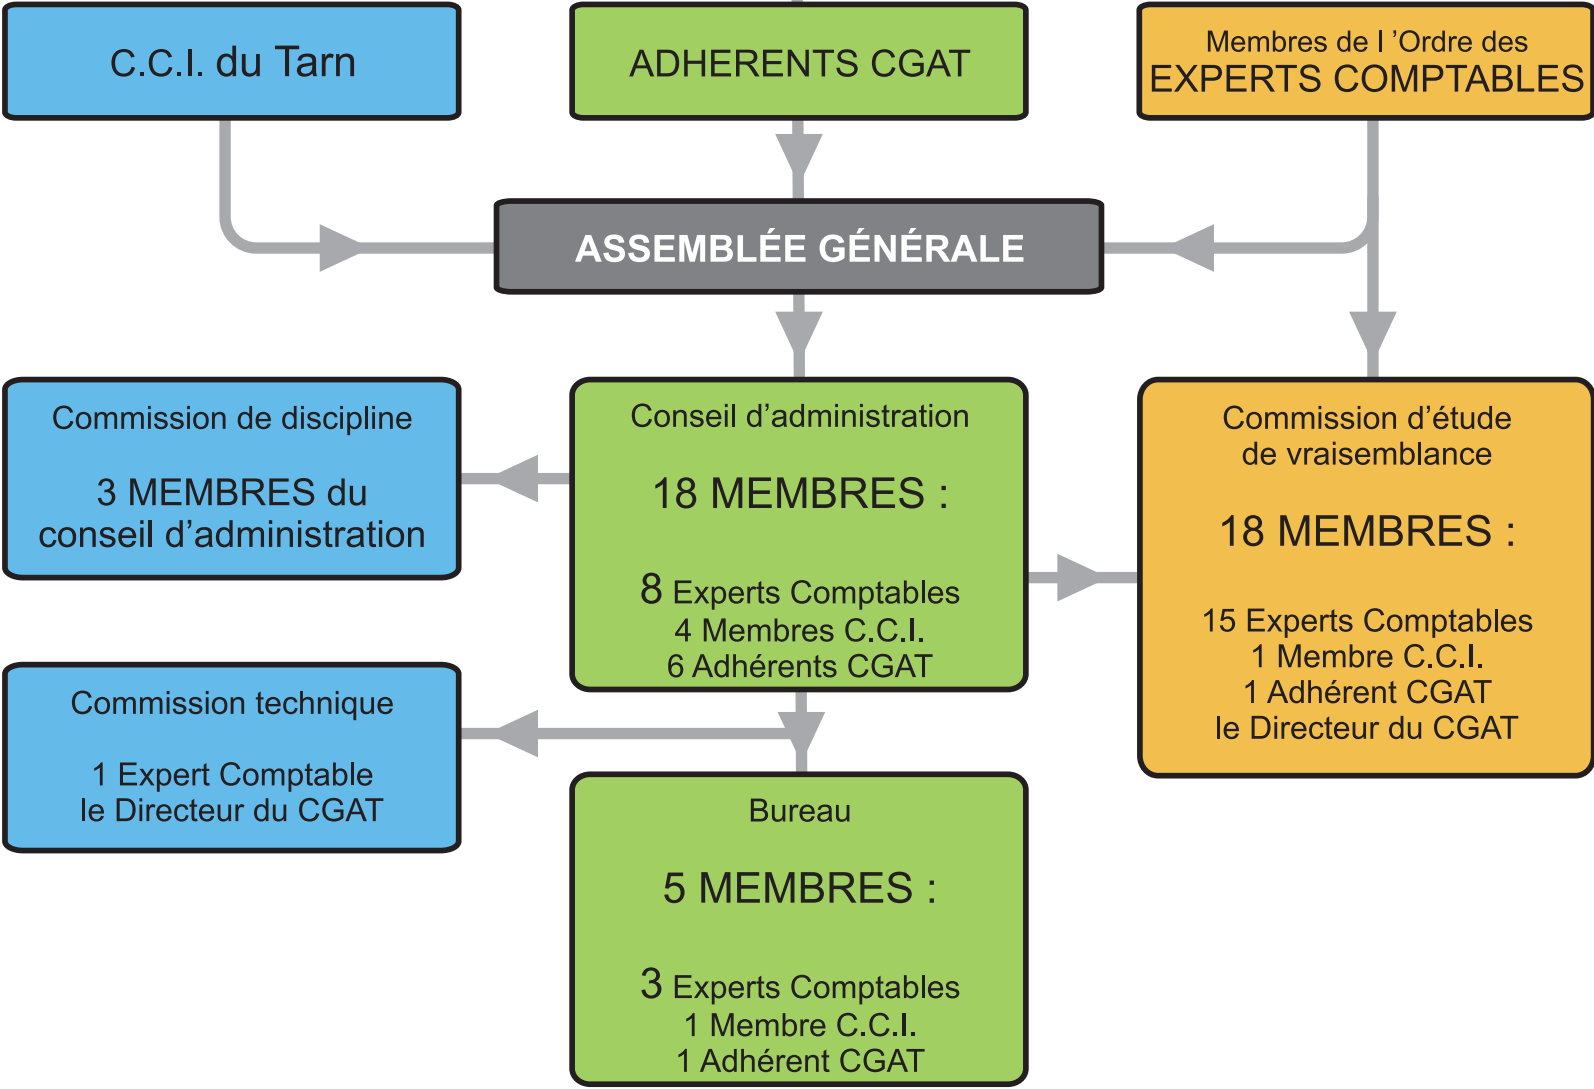 C.C.I. du Tarn
ADHERENTS CGAT
Membres de l ’Ordre des
EXPERTS COMPTABLES
ASSEMBLÉE GÉNÉRALE
Commission de discipline
3 MEMBRES du
conseil d’administration
Conseil d’administration
18 MEMBRES :
8 Experts Comptables
4 Membres C.C.I.
6 Adhérents CGAT
Commission d’étude
de vraisemblance
18 MEMBRES :
15 Experts Comptables
1 Membre C.C.I.
1 Adhérent CGAT
le Directeur du CGAT
Commission technique
1 Expert Comptable
le Directeur du CGAT
Bureau
5 MEMBRES :
3 Experts Comptables
1 Membre C.C.I.
1 Adhérent CGAT